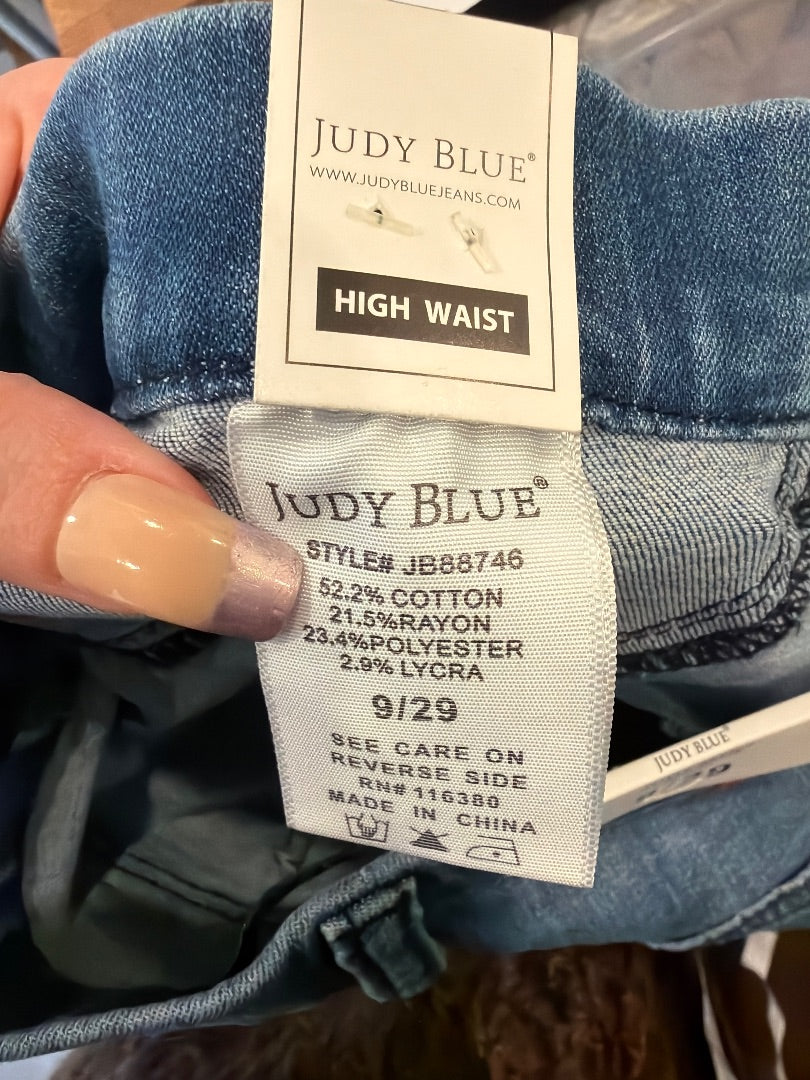 JUDY BLUE®
WWW.JUDYBLUEJEANS.COM
HIGH WAIST
JUDY BLUE®
STYLE# JB88746
52.2% COTTON
21.5%RAYON
23.4%POLYESTER
2.9% LYCRA
9/29
SEE CARE ON
REVERSE SIDE
RN# 116380
MADE IN CHINA
JUDY BLUE®